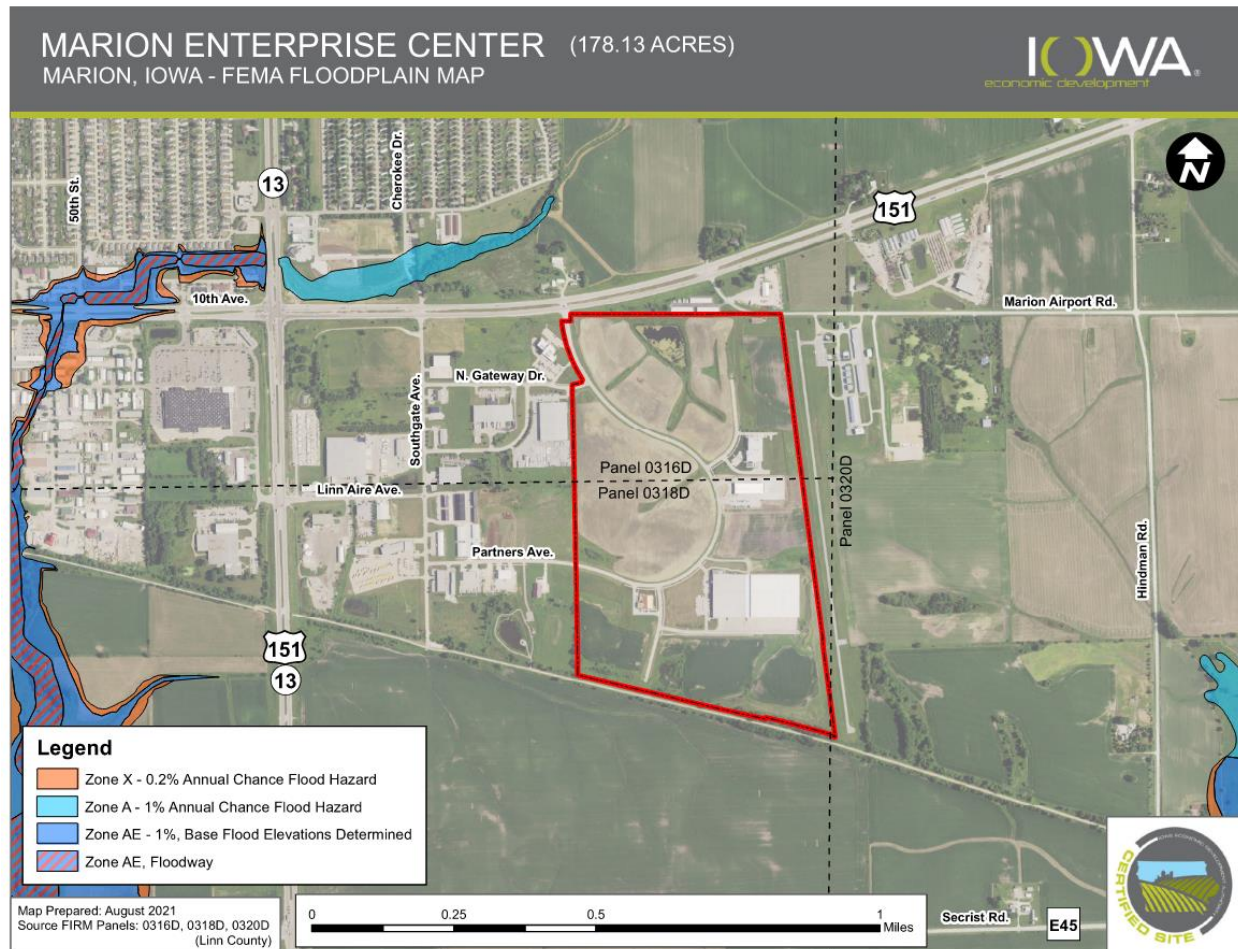 MARION ENTERPRISE CENTER (178.13 ACRES)
MARION, IOWA - FEMA FLOODPLAIN MAP
IOWA®
economic development
50th St.
13
Cherokee Dr.
151
N
10th Ave.
Marion Airport Rd.
N. Gateway Dr.
Southgate Ave.
Panel 0316D
Linn Aire Ave.
Panel 0318D
Panel 0320D
Partners Ave.
Hindman Rd.
151
13
Legend
Zone X - 0.2% Annual Chance Flood Hazard
Zone A - 1% Annual Chance Flood Hazard
Zone AE - 1%, Base Flood Elevations Determined
Zone AE, Floodway
Map Prepared: August 2021
Source FIRM Panels: 0316D, 0318D, 0320D
(Linn County)
0 0.25 0.5 1
Miles
Secrist Rd.
E45
CERTIFIED SITE